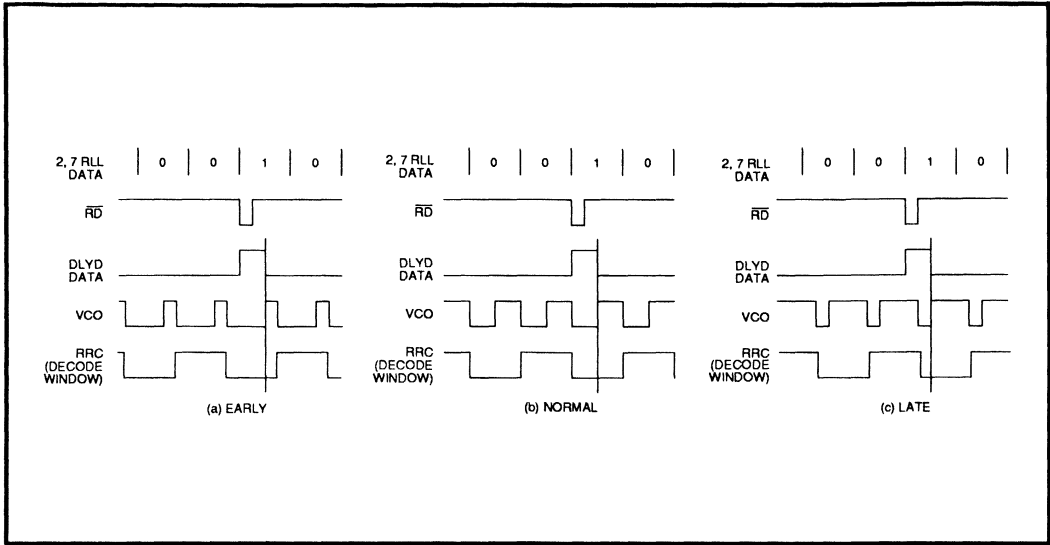 2, 7 RLL DATA | 0 | 0 | 1 | 0 |
RD
DLYD DATA
VCO
RRC (DECODE WINDOW)
(a) EARLY
2, 7 RLL DATA | 0 | 0 | 1 | 0 |
RD
DLYD DATA
VCO
RRC (DECODE WINDOW)
(b) NORMAL
2, 7 RLL DATA | 0 | 0 | 1 | 0 |
RD
DLYD DATA
VCO
RRC (DECODE WINDOW)
(c) LATE